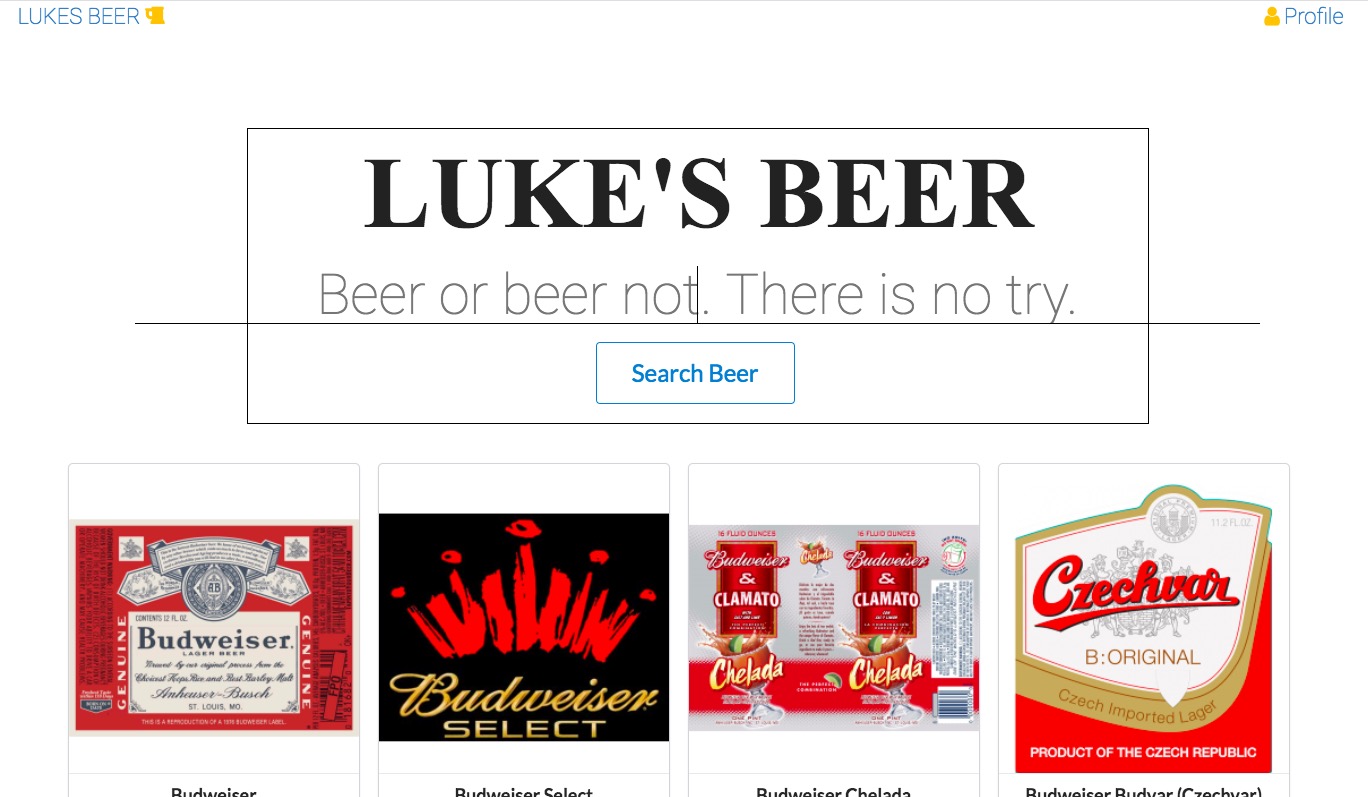 LUKES BEER
Profile
LUKE'S BEER
Beer or beer not. There is no try.
Search Beer
CONTENTS 12 FL. OZ.
GENUINE
GENUINE
Budweiser.
LAGER BEER
Brewed by our original process from the
Choicest Hops, Rice and Best Barley Malt
Anheuser-Busch
ST. LOUIS, MO.
THIS IS A REPRODUCTION OF A 1976 BUDWEISER LABEL.
Budweiser
SELECT
16 FLUID OUNCES
Budweiser
&
CLAMATO
Chelada
ONE PINT
Chelada
THE PERFECT
COMBINATION
16 FLUID OUNCES
Budweiser
&
CLAMATO
Chelada
ONE PINT
11.2 FL.OZ.
Czechvar
B:ORIGINAL
Czech Imported Lager
PRODUCT OF THE CZECH REPUBLIC
Budweiser
Budweiser Select
Budweiser Chelada
Budweiser Budvar (Czechvar)